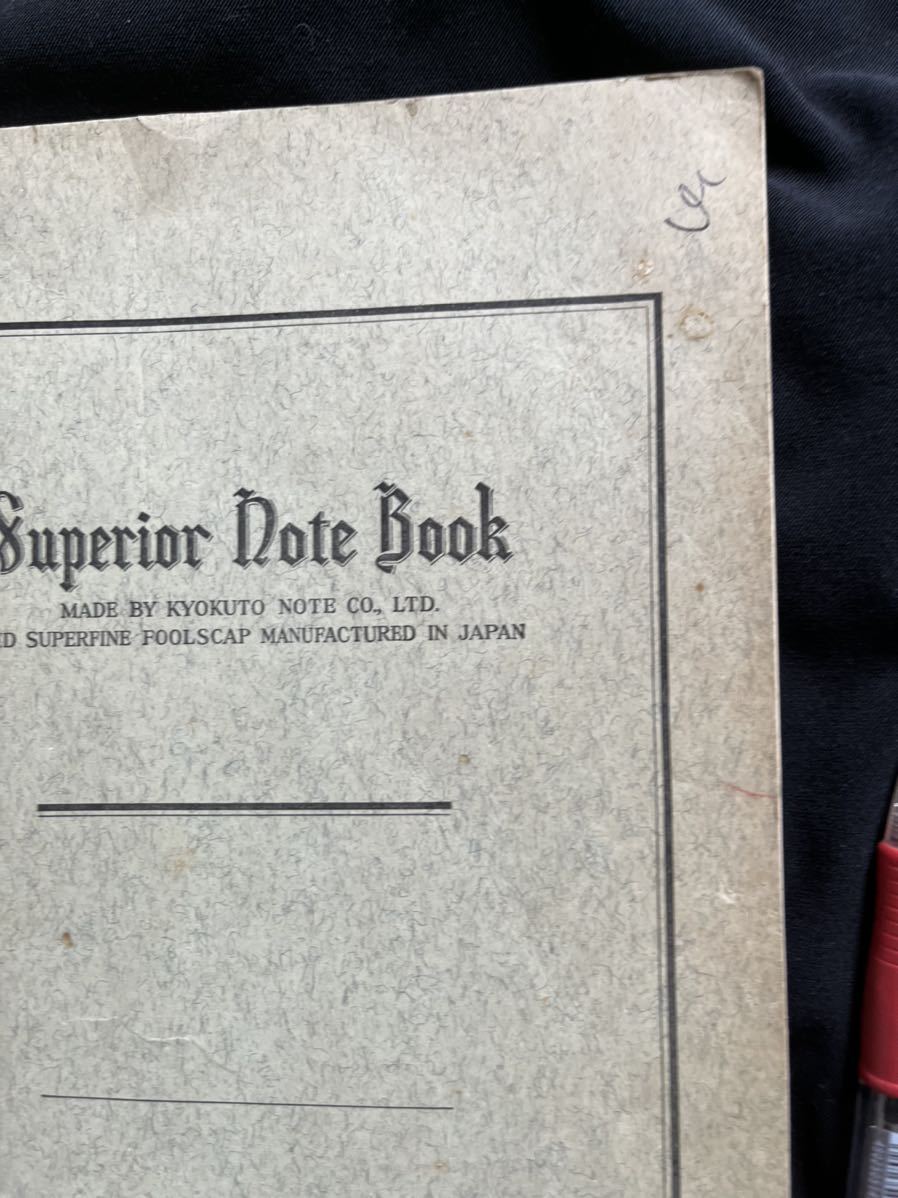 Superior Note Book
MADE BY KYOKUTO NOTE CO., LTD.
SUPERFINE FOOLSCAP MANUFACTURED IN JAPAN